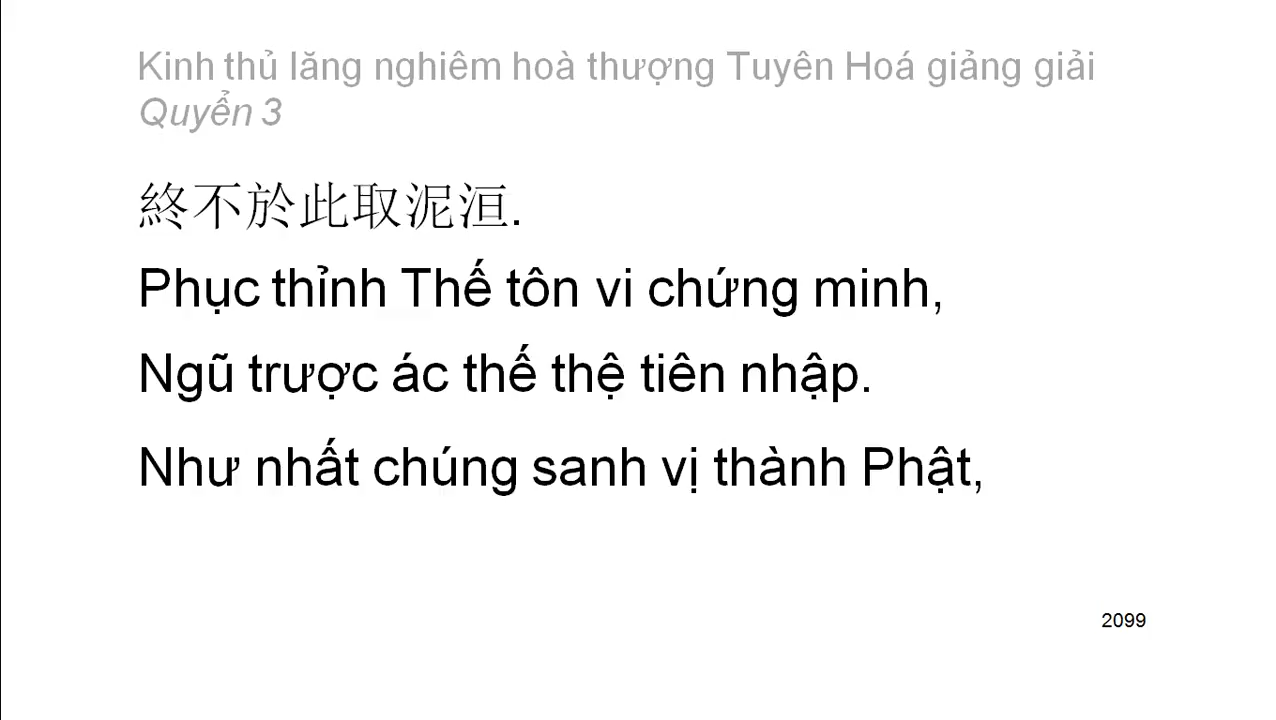 Kinh thủ lăng nghiêm hoà thượng Tuyên Hoá giảng giải
Quyển 3
終不於此取泥洹.
Phục thỉnh Thế tôn vi chứng minh,
Ngũ trược ác thế thệ tiên nhập.
Như nhất chúng sanh vị thành Phật,
2099